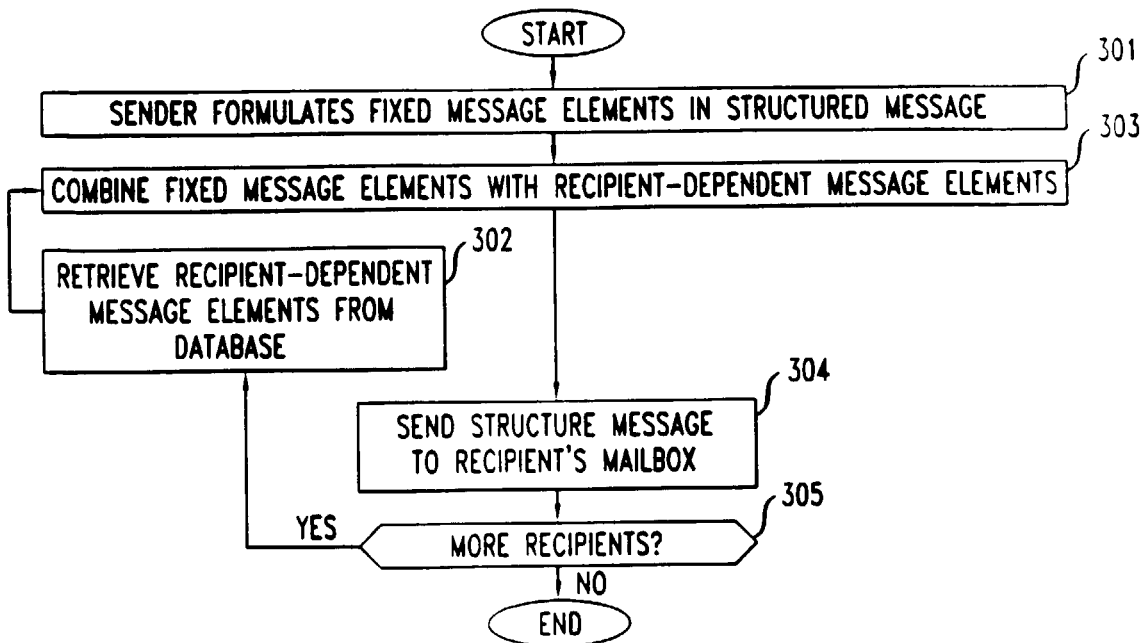 START
301
SENDER FORMULATES FIXED MESSAGE ELEMENTS IN STRUCTURED MESSAGE
303
COMBINE FIXED MESSAGE ELEMENTS WITH RECIPIENT-DEPENDENT MESSAGE ELEMENTS
302
RETRIEVE RECIPIENT-DEPENDENT
MESSAGE ELEMENTS FROM
DATABASE
304
SEND STRUCTURE MESSAGE
TO RECIPIENT'S MAILBOX
305
YES
MORE RECIPIENTS?
NO
END